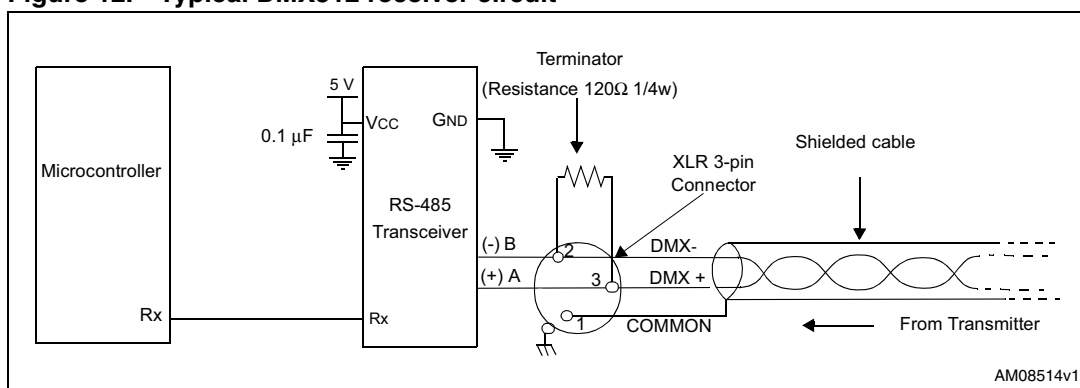 Figure 12. Typical DMX512 receiver circuit
Terminator
(Resistance 120Ω 1/4w)
5 V
VCC
GND
0.1 μF
Shielded cable
XLR 3-pin
Connector
Microcontroller
RS-485
Transceiver
(-) B
2
DMX-
(+) A
3
DMX +
1
COMMON
Rx
Rx
From Transmitter
AM08514v1